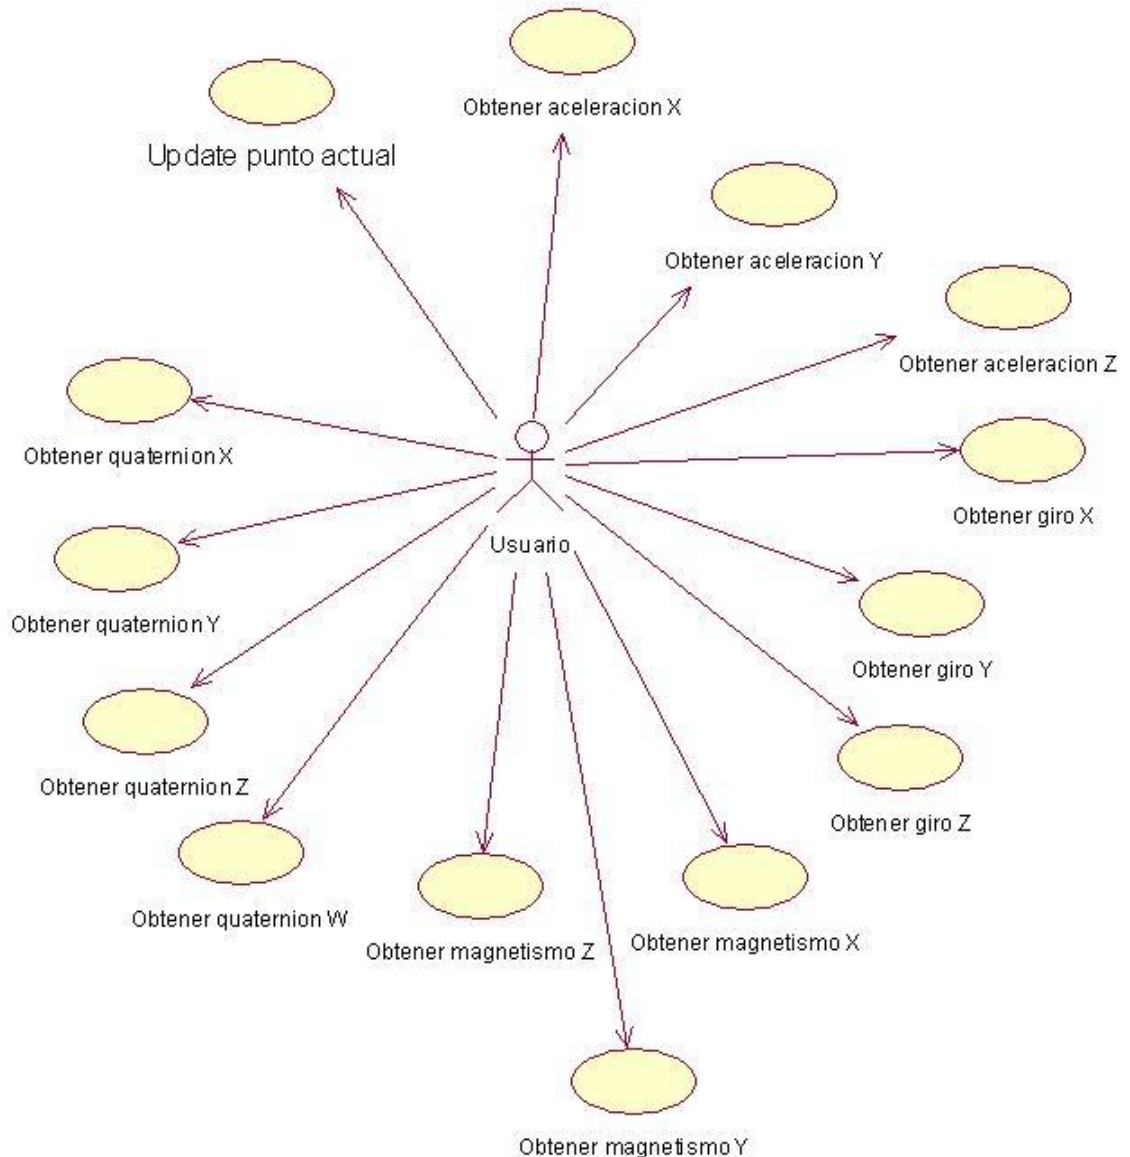 Obtener aceleracion X
Update punto actual
Obtener aceleracion Y
Obtener aceleracion Z
Obtener quaternion X
Obtener giro X
Usuario
Obtener quaternion Y
Obtener giro Y
Obtener quaternion Z
Obtener giro Z
Obtener quaternion W
Obtener magnetismo X
Obtener magnetismo Z
Obtener magnetismo Y